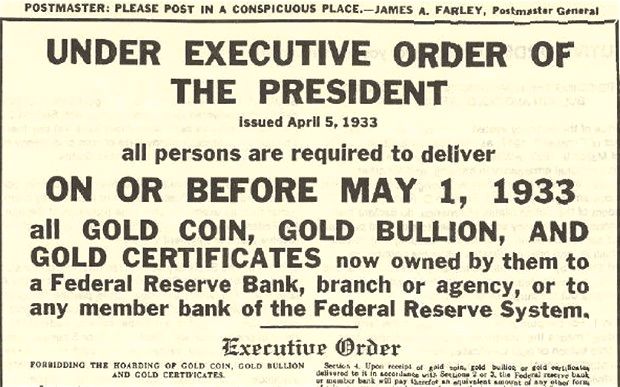 POSTMASTER: PLEASE POST IN A CONSPICUOUS PLACE.—JAMES A. FARLEY, Postmaster General
UNDER EXECUTIVE ORDER OF
THE PRESIDENT
issued April 5, 1933
all persons are required to deliver
ON OR BEFORE MAY 1, 1933
all GOLD COIN, GOLD BULLION, AND
GOLD CERTIFICATES now owned by them to
a Federal Reserve Bank, branch or agency, or to
any member bank of the Federal Reserve System.
Executive Order
FORBIDDING THE HOARDING OF GOLD COIN, GOLD BULLION
AND GOLD CERTIFICATES.
Section 4. Upon receipt of gold coin, gold bullion or gold certificates
delivered to it in accordance with Sections 2 or 3, the Federal reserve bank
or member bank will pay therefor an equivalent amount of any other form